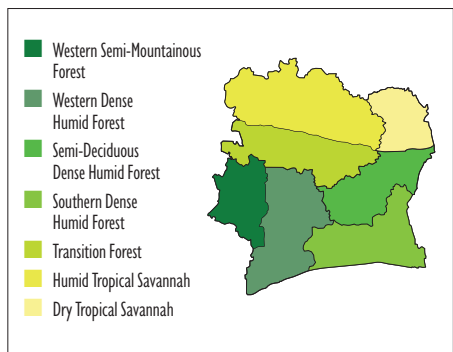 Western Semi-Mountainous
Forest
Western Dense
Humid Forest
Semi-Deciduous
Dense Humid Forest
Southern Dense
Humid Forest
Transition Forest
Humid Tropical Savannah
Dry Tropical Savannah